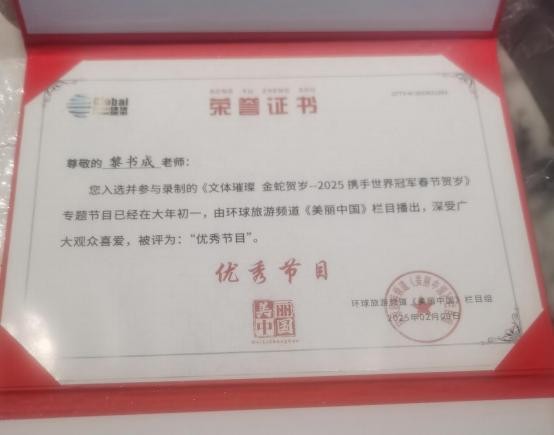 Global
荣誉证书
尊敬的 黎书成 老师:
您入选并参与录制的《文体璀璨 金蛇贺岁--2025 携手世界冠军春节贺岁》
专题节目已经在大年初一，由环球旅游频道《美丽中国》栏目播出，深受广
大观众喜爱，被评为：“优秀节目”。
优秀节目
美丽
中国
环球旅游频道《美丽中国》栏目组